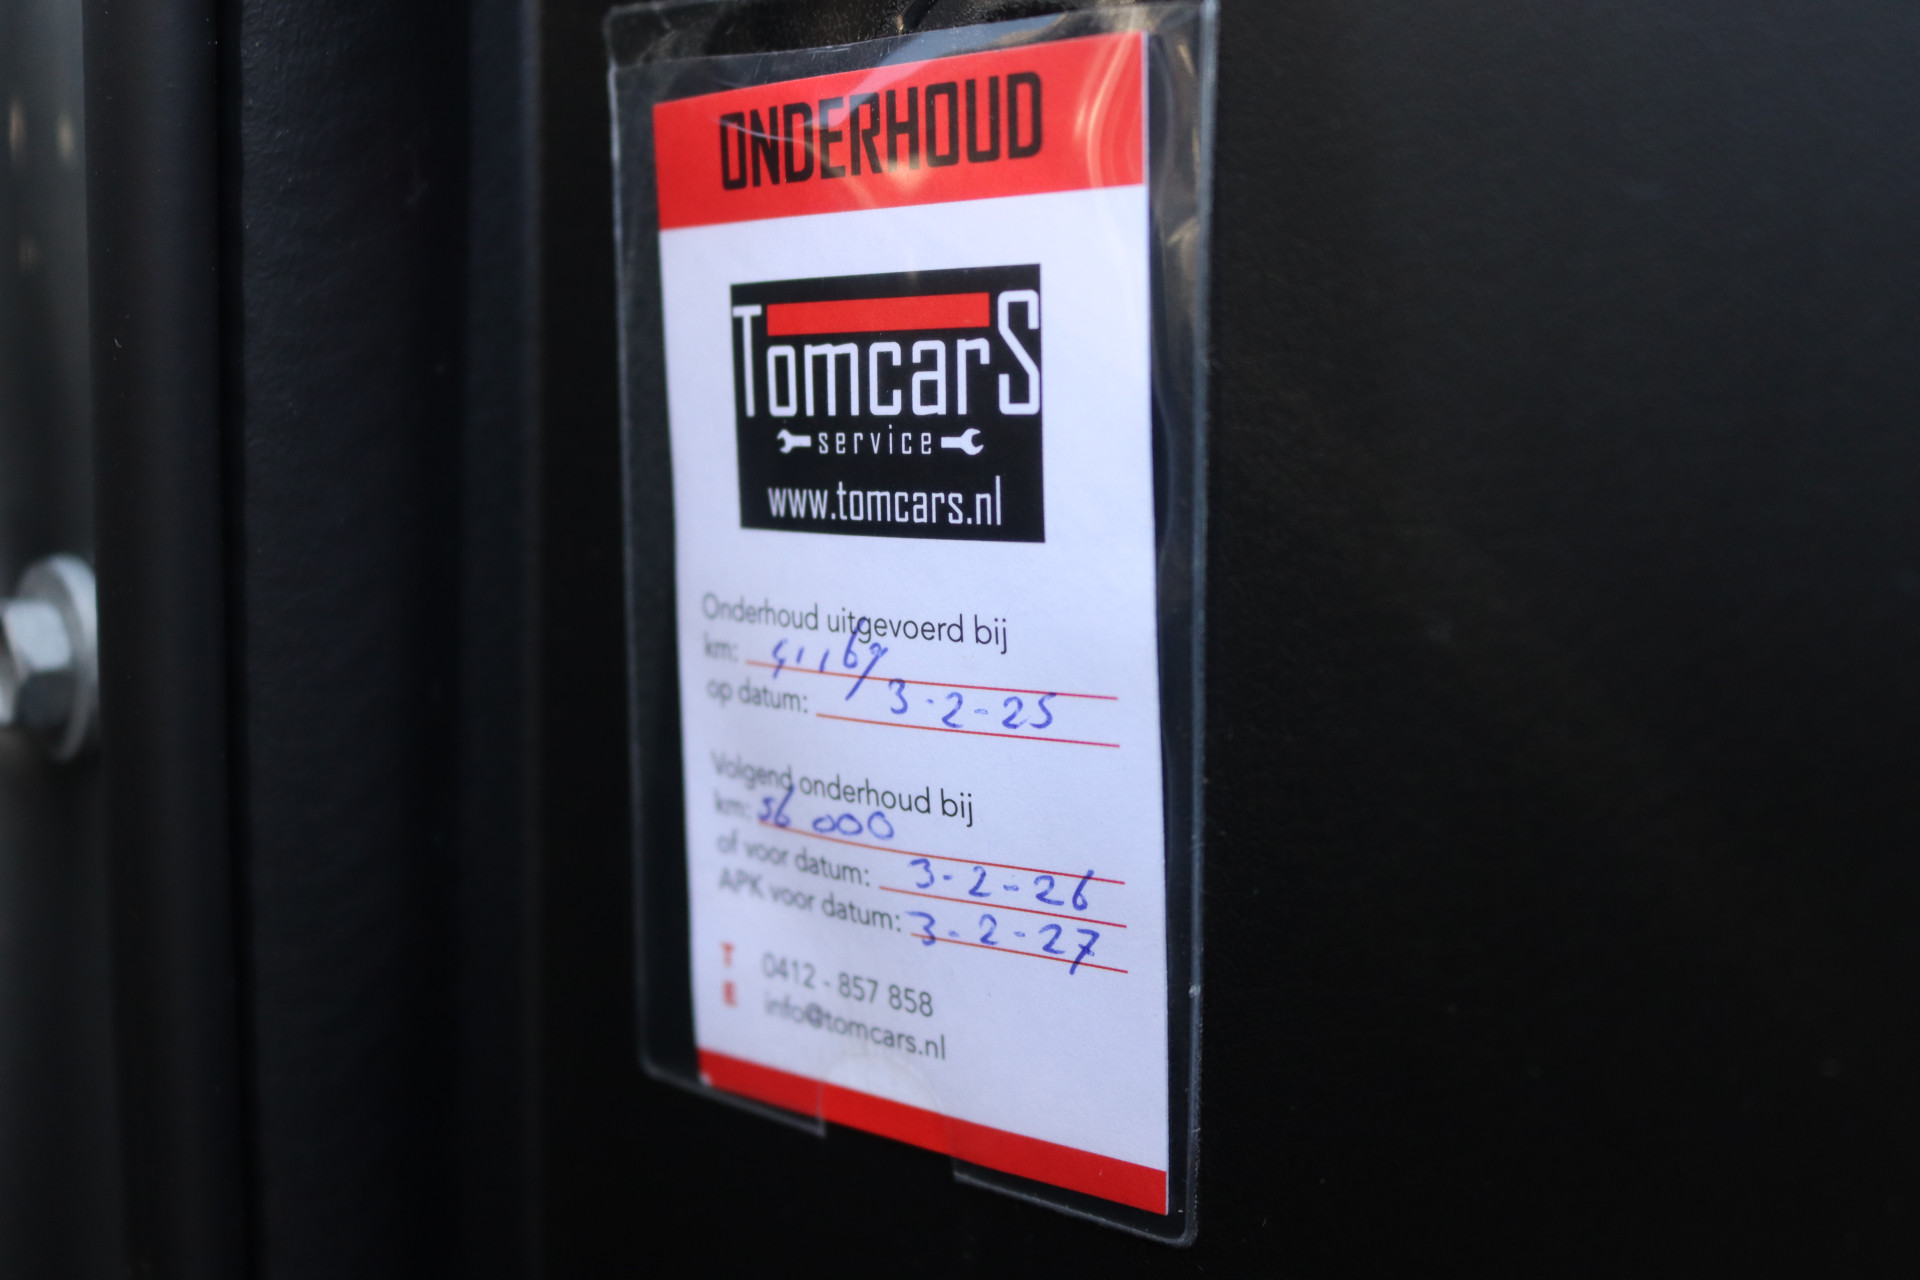 ONDERHOUD
TomcarS
service
www.tomcars.nl
Onderhoud uitgevoerd bij
km:
op datum: 3-2-25
Volgend onderhoud bij
km: 56 000
of voor datum: 3-2-26
APK voor datum: 3-2-27
T 0412 - 857 858
E info@tomcars.nl